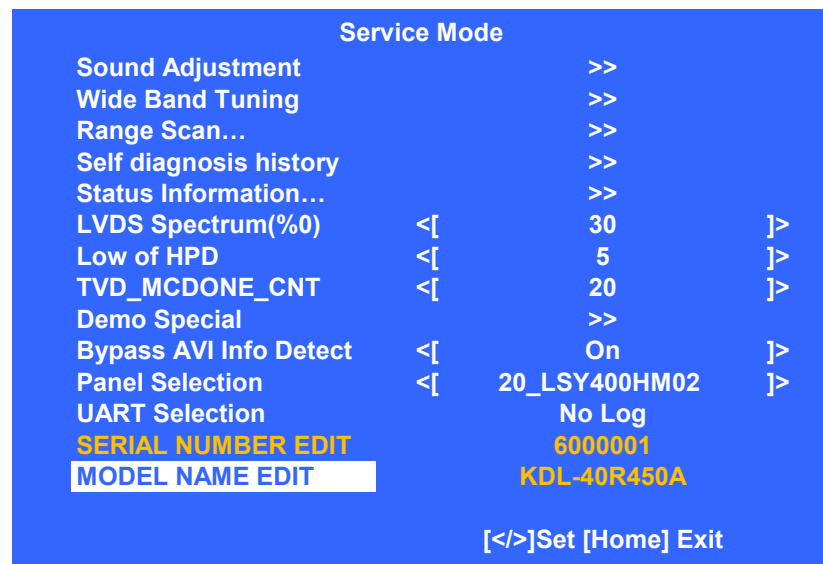 Service Mode
Sound Adjustment >>
Wide Band Tuning >>
Range Scan… >>
Self diagnosis history >>
Status Information… >>
LVDS Spectrum(%0) <[ 30 ]>
Low of HPD <[ 5 ]>
TVD_MCDONE_CNT <[ 20 ]>
Demo Special >>
Bypass AVI Info Detect <[ On ]>
Panel Selection <[ 20_LSY400HM02 ]>
UART Selection No Log
SERIAL NUMBER EDIT 6000001
MODEL NAME EDIT KDL-40R450A
[</>]Set [Home] Exit